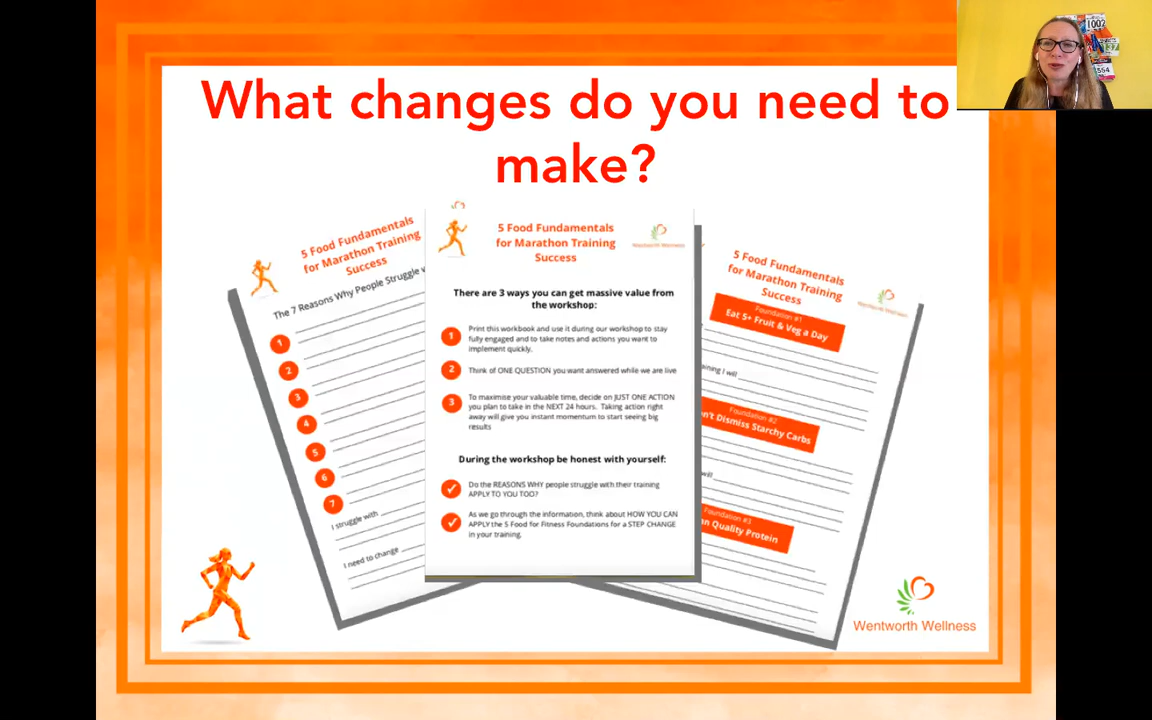 What changes do you need to
make?
1002
37
554
5 Food Fundamentals
for Marathon Training
Success
The 7 Reasons Why People Struggle
1
2
3
4
5
6
7
I struggle with
I need to change
5 Food Fundamentals
for Marathon Training
Success
Wentworth Wellness
There are 3 ways you can get massive value from
the workshop:
1 Print this workbook and use it during our workshop to stay
fully engaged and to take notes and actions you want to
implement quickly.
2 Think of ONE QUESTION you want answered while we are live
3 To maximise your valuable time, decide on JUST ONE ACTION
you plan to take in the NEXT 24 hours. Taking action right
away will give you instant momentum to start seeing big
results
During the workshop be honest with yourself:
Do the REASONS WHY people struggle with their training
APPLY TO YOU TOO?
As we go through the information, think about HOW YOU CAN
APPLY the 5 Food for Fitness Foundations for a STEP CHANGE
in your training.
5 Food Fundamentals
for Marathon Training
Success
Foundation #1
Eat 5+ Fruit & Veg a Day
I will
Foundation #2
Dismiss Starchy Carbs
will
Foundation #3
Quality Protein
Wentworth Wellness